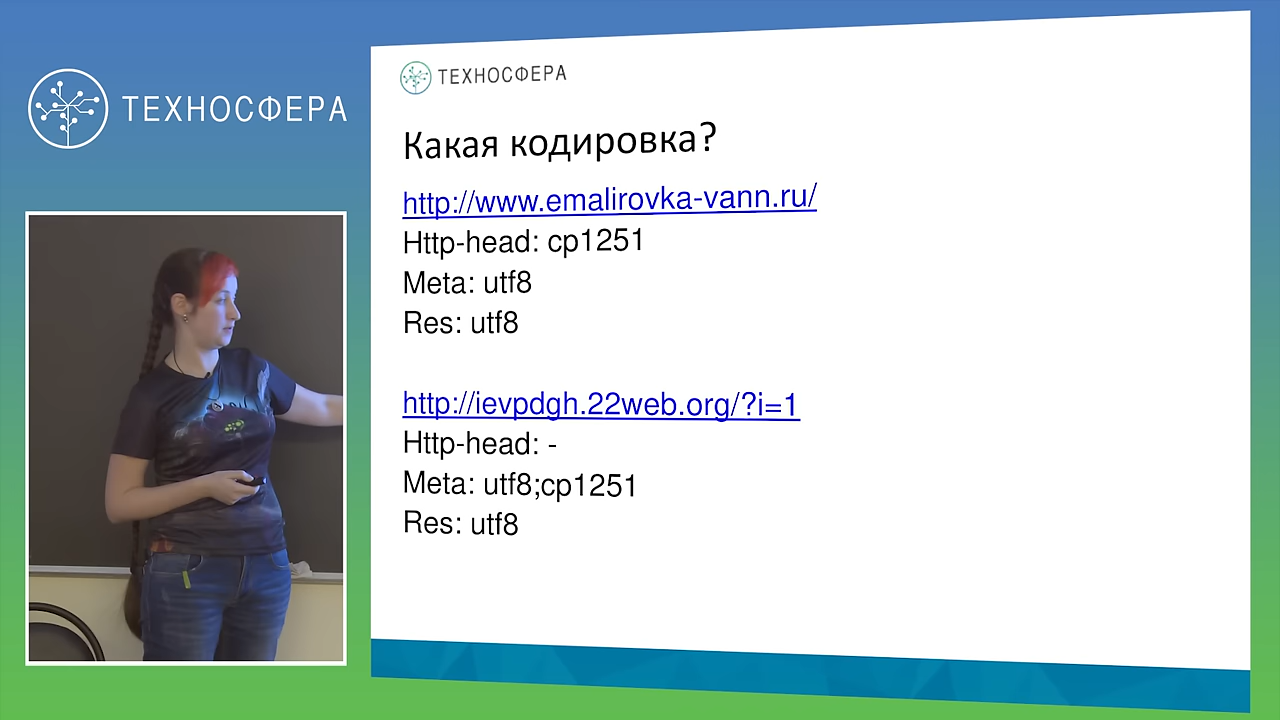 ТЕХНОСФЕРА
ТЕХНОСФЕРА
Какая кодировка?
http://www.emalirovka-vann.ru/
Http-head: cp1251
Meta: utf8
Res: utf8
http://ievpdgh.22web.org/?i=1
Http-head: -
Meta: utf8;cp1251
Res: utf8